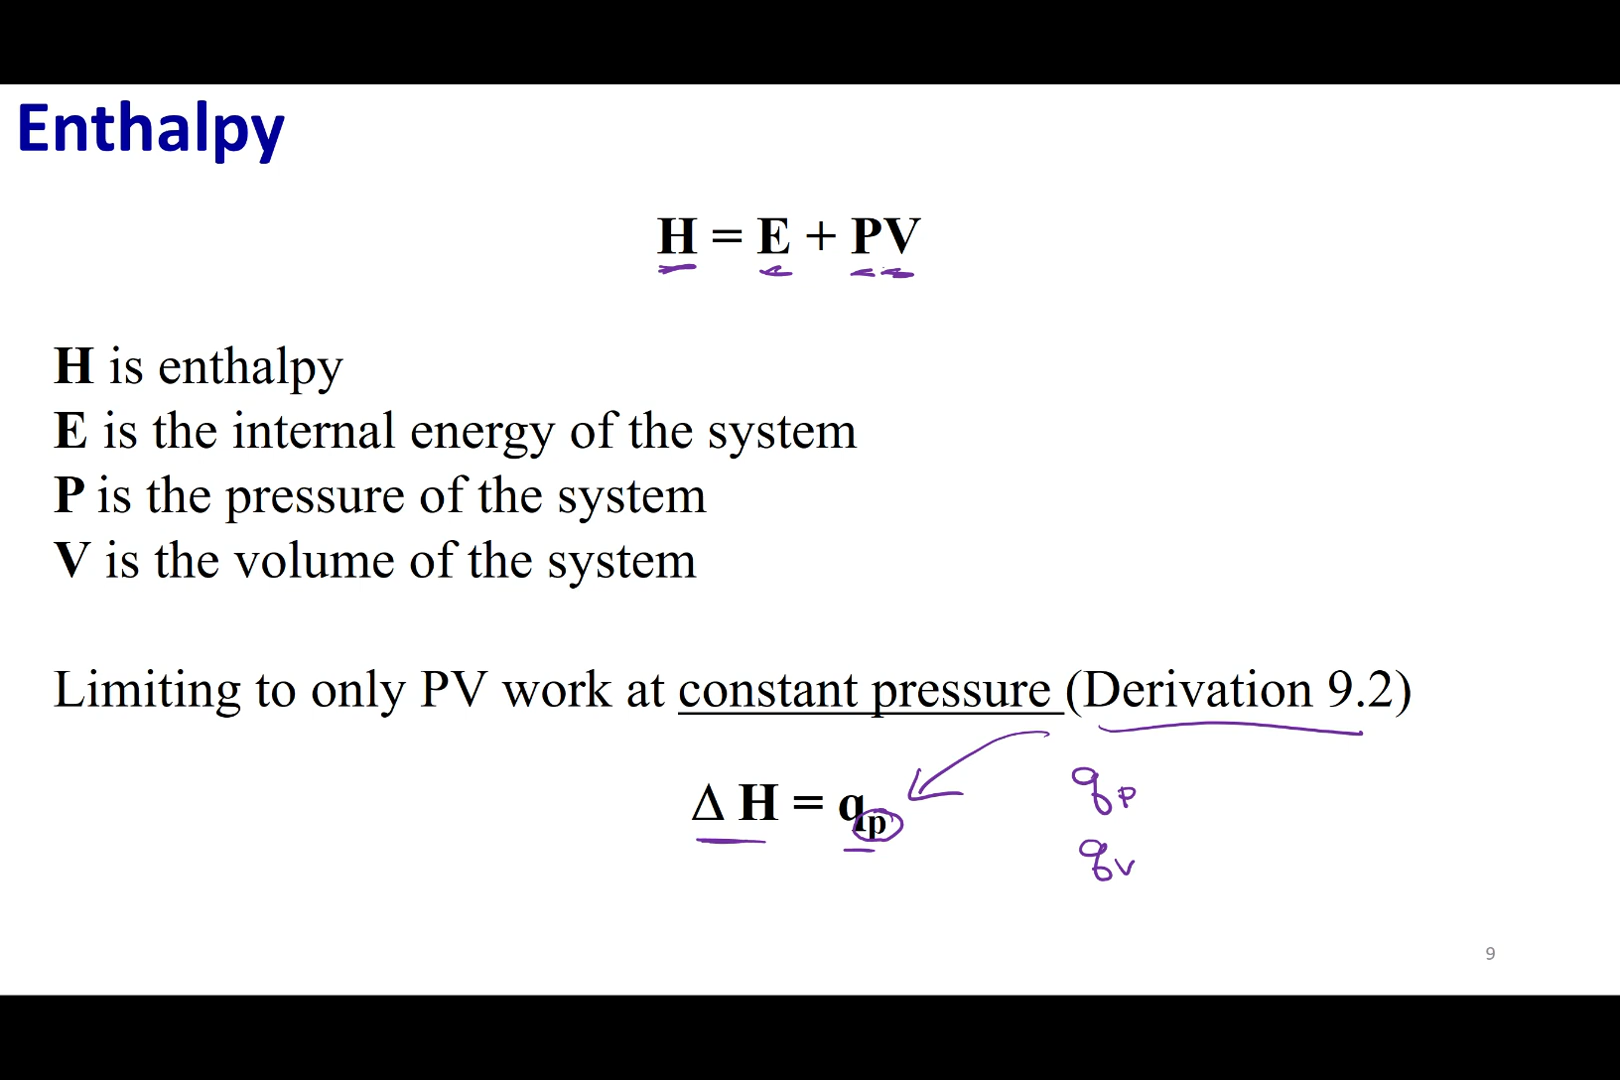 Enthalpy
H = E + PV
H is enthalpy
E is the internal energy of the system
P is the pressure of the system
V is the volume of the system
Limiting to only PV work at constant pressure (Derivation 9.2)
Δ H = qp
qp
qv
9